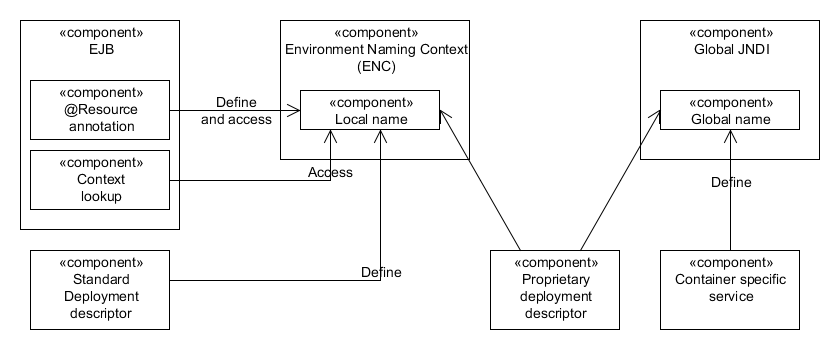 «component»
EJB
«component»
@Resource
annotation
«component»
Context
lookup
Define
and access
Access
«component»
Environment Naming Context
(ENC)
«component»
Local name
«component»
Global JNDI
«component»
Global name
Define
«component»
Standard
Deployment
descriptor
Define
«component»
Proprietary
deployment
descriptor
«component»
Container specific
service